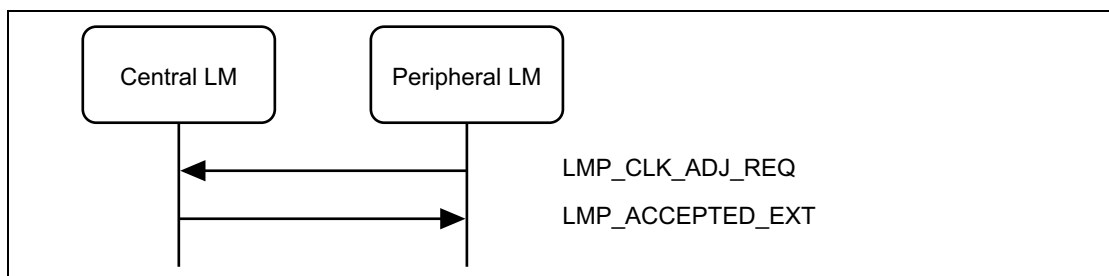 Central LM
Peripheral LM
LMP_CLK_ADJ_REQ
LMP_ACCEPTED_EXT